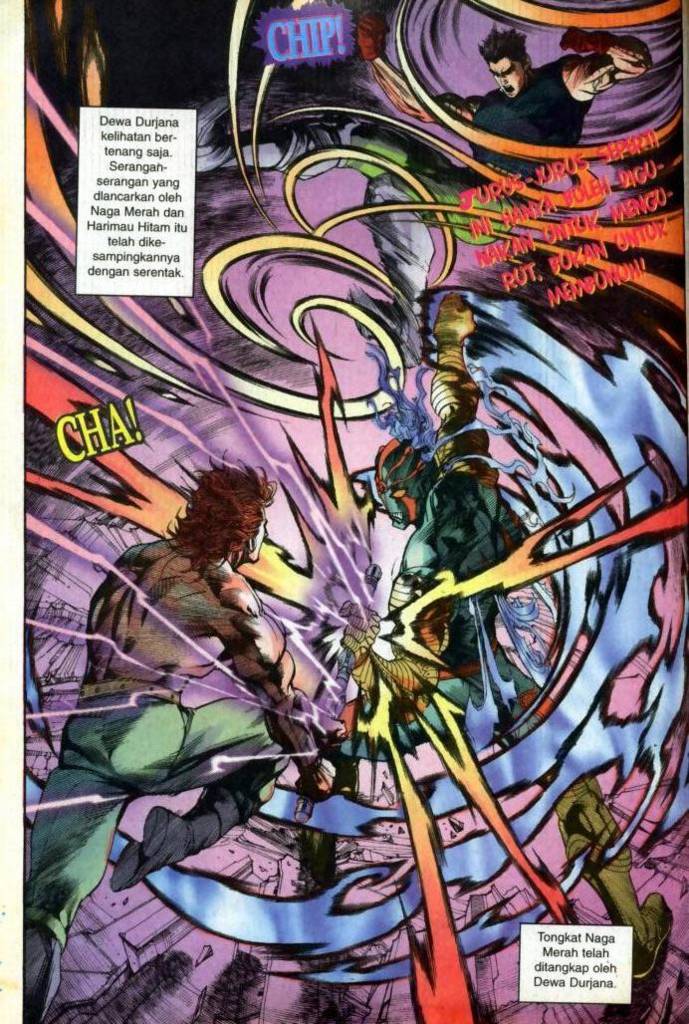 CHIP!
Dewa Durjana
kelihatan ber-
tenang saja.
Serangan-
serangan yang
dilancarkan oleh
Naga Merah dan
Harimau Hitam itu
telah dike-
sampingkannya
dengan serentak.
JURUS-JURUS SEPERTI
INI HANYA BOLEH DIGU-
NAKAN UNTUK MENGU-
RUT, BUKAN UNTUK
MEMBUNUH!!
CHA!
Tongkat Naga
Merah telah
ditangkap oleh
Dewa Durjana.